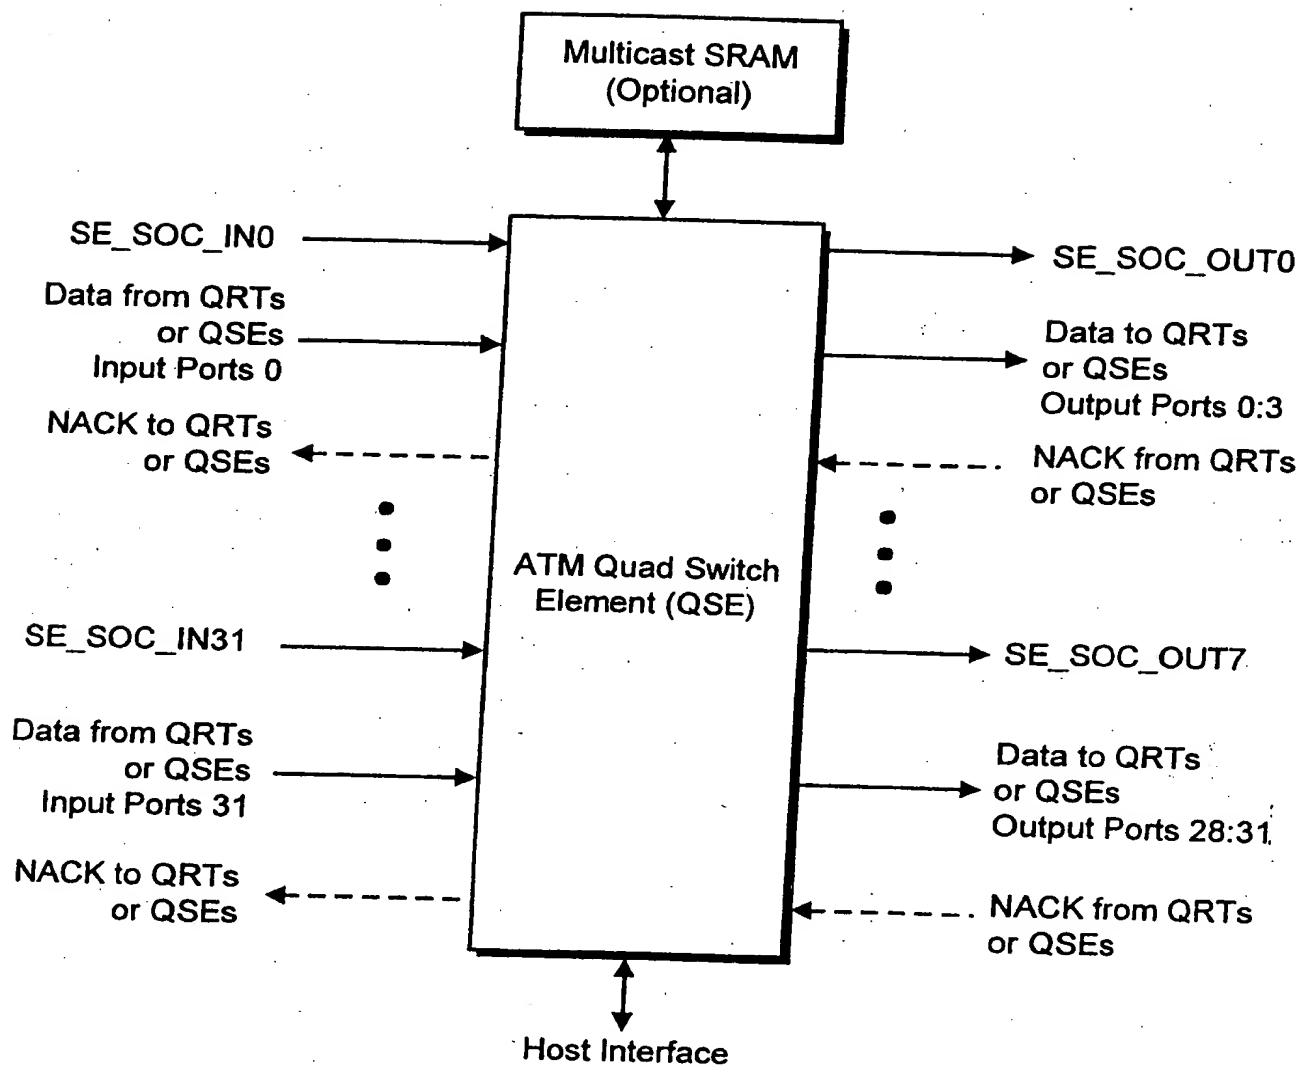 Multicast SRAM
(Optional)
SE_SOC_IN0
Data from QRTs
or QSEs
Input Ports 0
NACK to QRTs
or QSEs
SE_SOC_IN31
Data from QRTs
or QSEs
Input Ports 31
NACK to QRTs
or QSEs
ATM Quad Switch
Element (QSE)
SE_SOC_OUT0
Data to QRTs
or QSEs
Output Ports 0:3
NACK from QRTs
or QSEs
SE_SOC_OUT7
Data to QRTs
or QSEs
Output Ports 28:31
NACK from QRTs
or QSEs
Host Interface